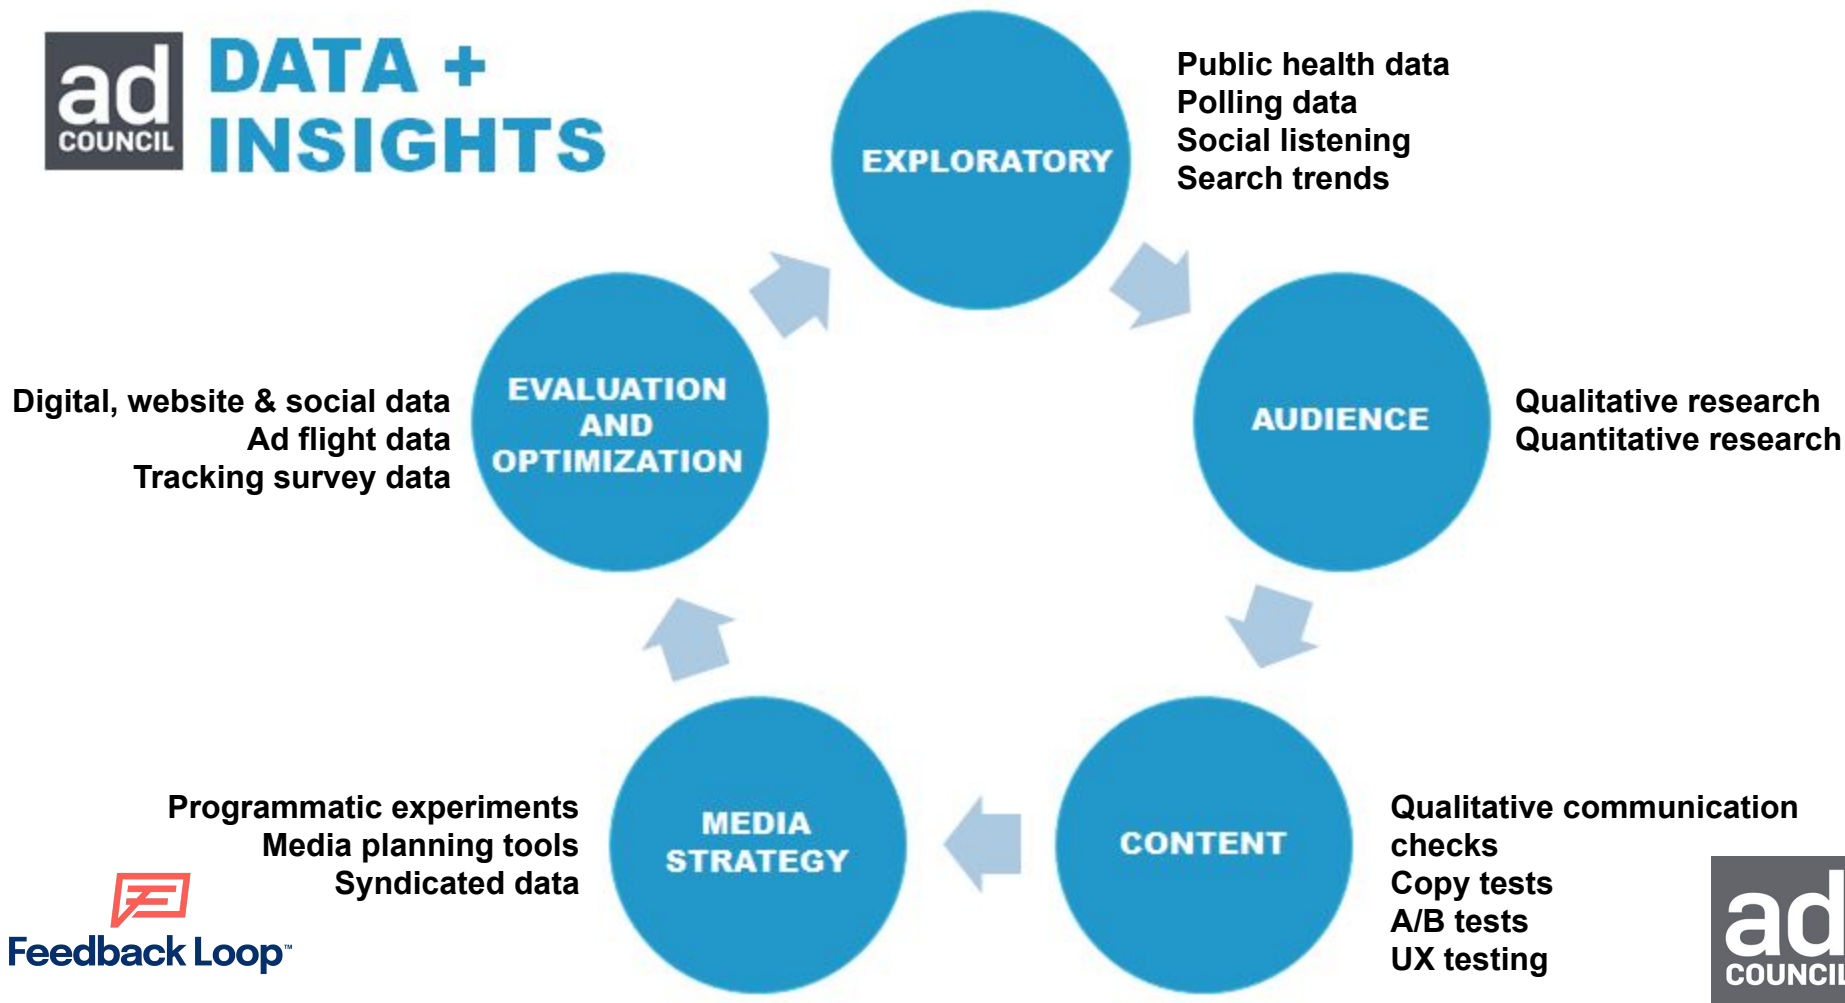 ad
COUNCIL
DATA +
INSIGHTS
EXPLORATORY
Public health data
Polling data
Social listening
Search trends
AUDIENCE
Qualitative research
Quantitative research
CONTENT
Qualitative communication
checks
Copy tests
A/B tests
UX testing
MEDIA
STRATEGY
Programmatic experiments
Media planning tools
Syndicated data
EVALUATION
AND
OPTIMIZATION
Digital, website & social data
Ad flight data
Tracking survey data
Feedback Loop™
ad
COUNCIL